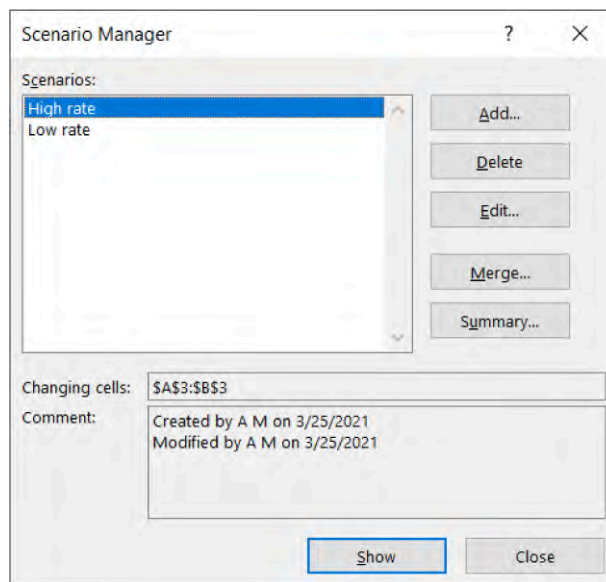 Scenario Manager
?
Scenarios:
High rate
Low rate
Add...
Delete
Edit...
Merge...
Summary...
Changing cells: $A$3:$B$3
Comment: Created by A M on 3/25/2021
Modified by A M on 3/25/2021
Show Close